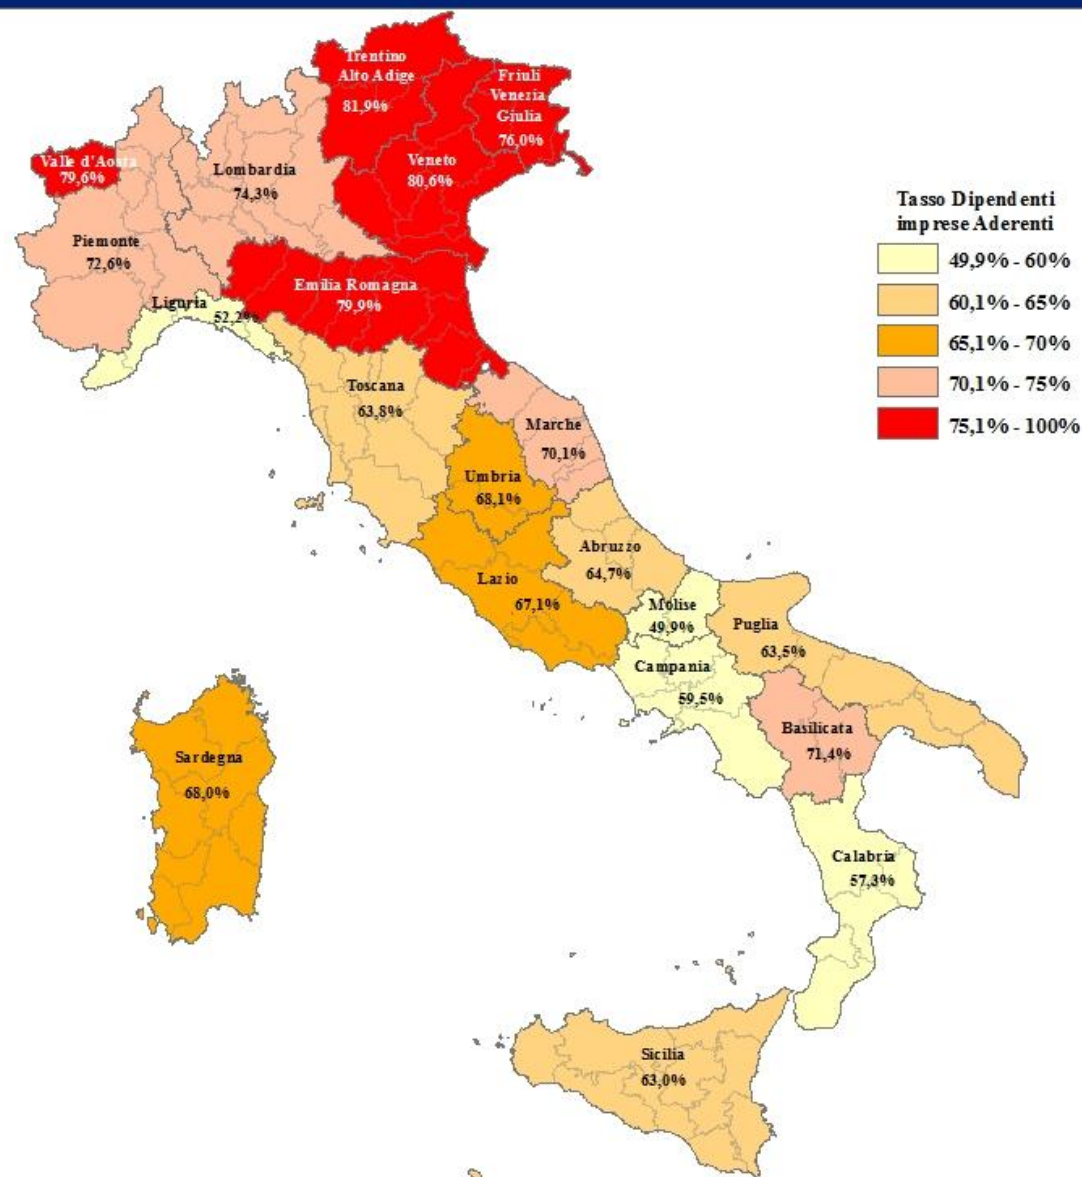 Trentino
Alto Adige
81,9%
Friuli
Venezia
Giulia
76,0%
Valle d'Aosta
79,6%
Lombardia
74,3%
Veneto
80,6%
Piemonte
72,6%
Emilia Romagna
79,9%
Liguria
52,2%
Toscana
63,8%
Marche
70,1%
Umbria
68,1%
Abruzzo
64,7%
Lazio
67,1%
Molise
49,9%
Puglia
63,5%
Campania
59,5%
Basilicata
71,4%
Sardegna
68,0%
Calabria
57,3%
Sicilia
63,0%
Tasso Dipendenti
imprese Aderenti
49,9% - 60%
60,1% - 65%
65,1% - 70%
70,1% - 75%
75,1% - 100%